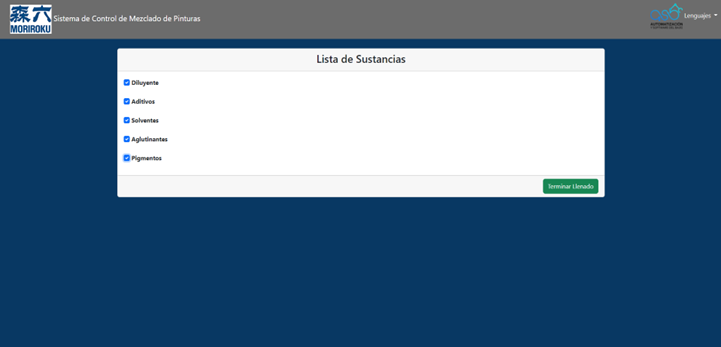 森六
MORIROKU
Sistema de Control de Mezclado de Pinturas
AUTOMATIZACIÓN
Lenguajes
Lista de Sustancias
Diluyente
Aditivos
Solventes
Aglutinantes
Pigmentos
Terminar Llenado